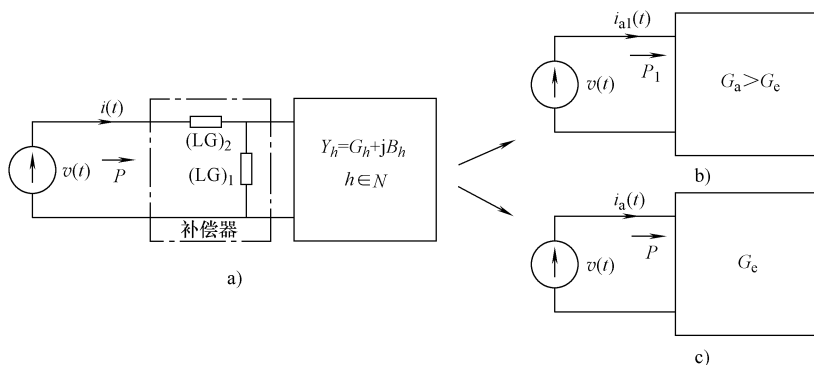 i(t)
(LG)₂
v(t)
P
(LG)₁
Yₕ=Gₕ+jBₕ
h∈N
补偿器
a)
iₐ₁(t)
P₁
v(t)
Gₐ>Gₑ
b)
iₐ(t)
P
v(t)
Gₑ
c)